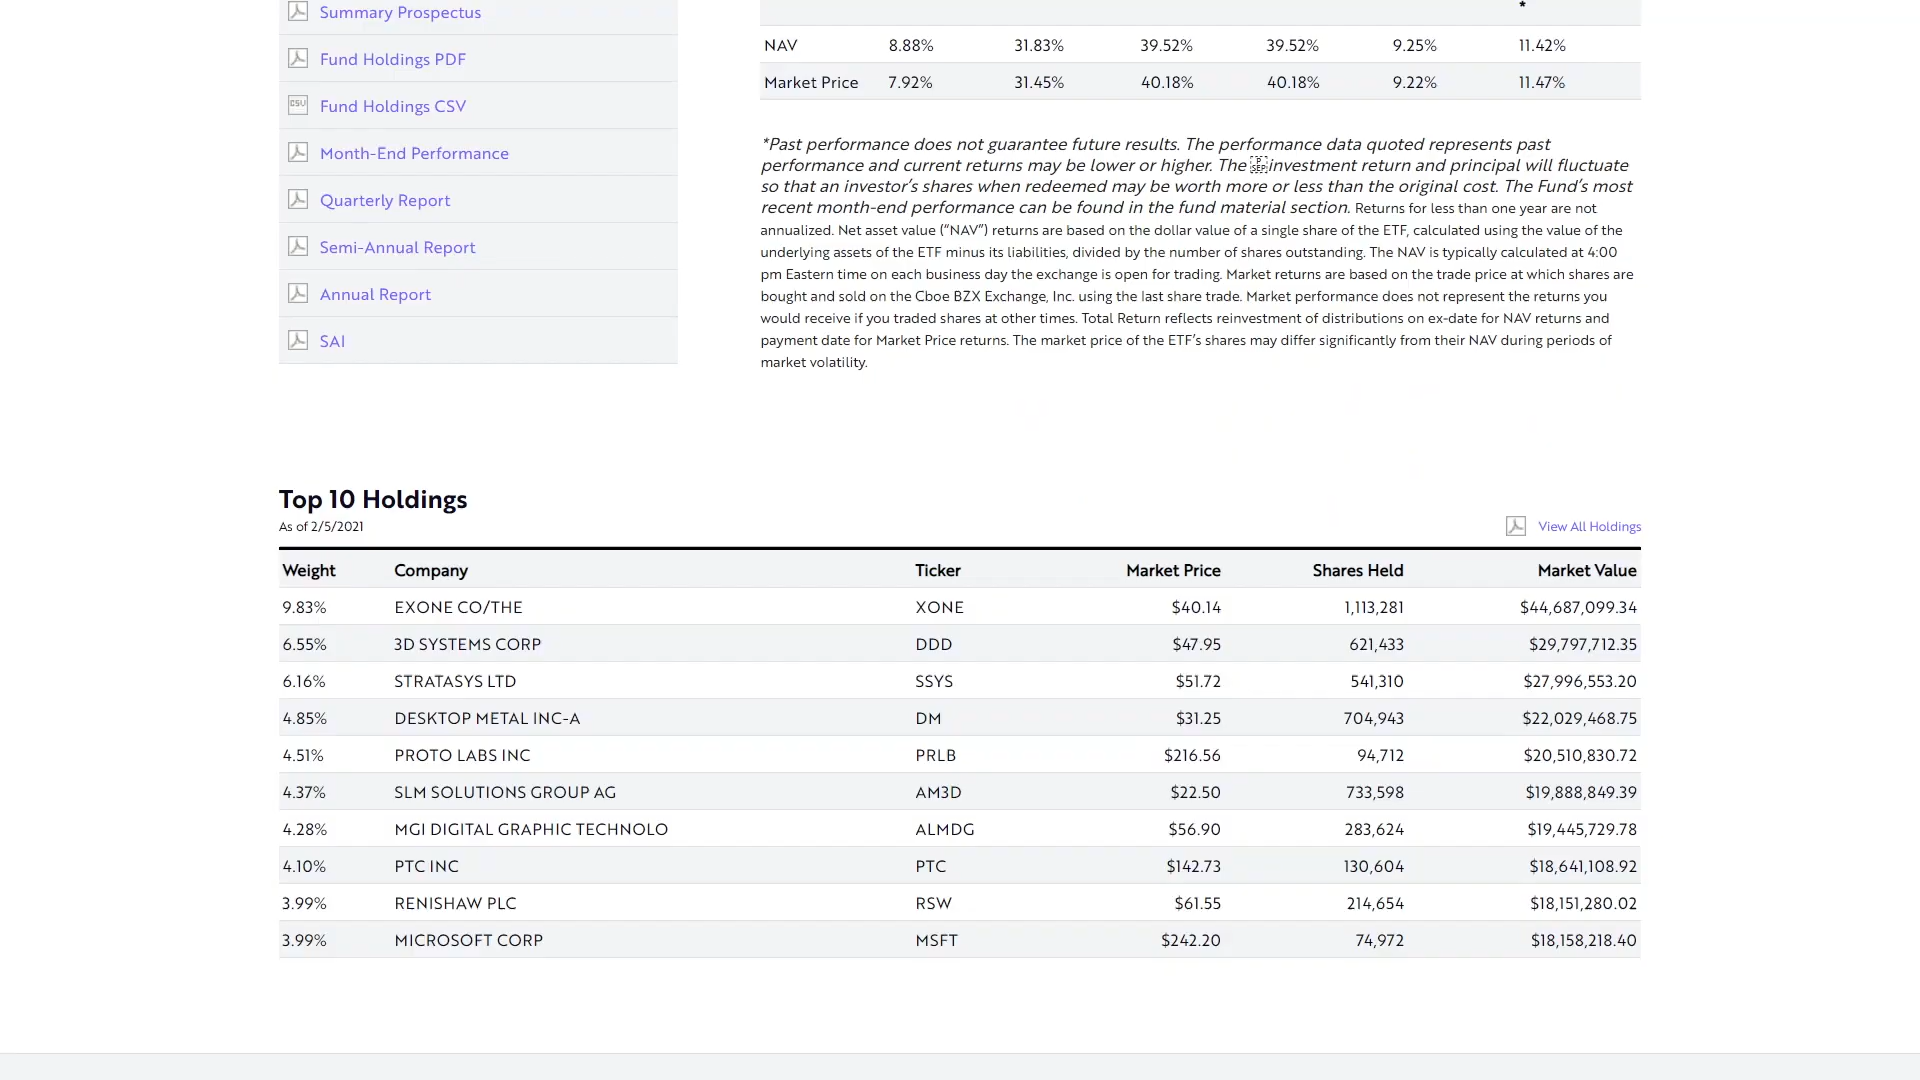 Summary Prospectus
Fund Holdings PDF
CSV
Fund Holdings CSV
Month-End Performance
Quarterly Report
Semi-Annual Report
Annual Report
SAI
*
NAV 8.88% 31.83% 39.52% 39.52% 9.25% 11.42%
Market Price 7.92% 31.45% 40.18% 40.18% 9.22% 11.47%
*Past performance does not guarantee future results. The performance data quoted represents past
performance and current returns may be lower or higher. The investment return and principal will fluctuate
so that an investor’s shares when redeemed may be worth more or less than the original cost. The Fund’s most
recent month-end performance can be found in the fund material section. Returns for less than one year are not
annualized. Net asset value (“NAV”) returns are based on the dollar value of a single share of the ETF, calculated using the value of the
underlying assets of the ETF minus its liabilities, divided by the number of shares outstanding. The NAV is typically calculated at 4:00
pm Eastern time on each business day the exchange is open for trading. Market returns are based on the trade price at which shares are
bought and sold on the Cboe BZX Exchange, Inc. using the last share trade. Market performance does not represent the returns you
would receive if you traded shares at other times. Total Return reflects reinvestment of distributions on ex-date for NAV returns and
payment date for Market Price returns. The market price of the ETF’s shares may differ significantly from their NAV during periods of
market volatility.
Top 10 Holdings
As of 2/5/2021
View All Holdings
Weight Company Ticker Market Price Shares Held Market Value
9.83% EXONE CO/THE XONE $40.14 1,113,281 $44,687,099.34
6.55% 3D SYSTEMS CORP DDD $47.95 621,433 $29,797,712.35
6.16% STRATASYS LTD SSYS $51.72 541,310 $27,996,553.20
4.85% DESKTOP METAL INC-A DM $31.25 704,943 $22,029,468.75
4.51% PROTO LABS INC PRLB $216.56 94,712 $20,510,830.72
4.37% SLM SOLUTIONS GROUP AG AM3D $22.50 733,598 $19,888,849.39
4.28% MGI DIGITAL GRAPHIC TECHNOLO ALMDG $56.90 283,624 $19,445,729.78
4.10% PTC INC PTC $142.73 130,604 $18,641,108.92
3.99% RENISHAW PLC RSW $61.55 214,654 $18,151,280.02
3.99% MICROSOFT CORP MSFT $242.20 74,972 $18,158,218.40